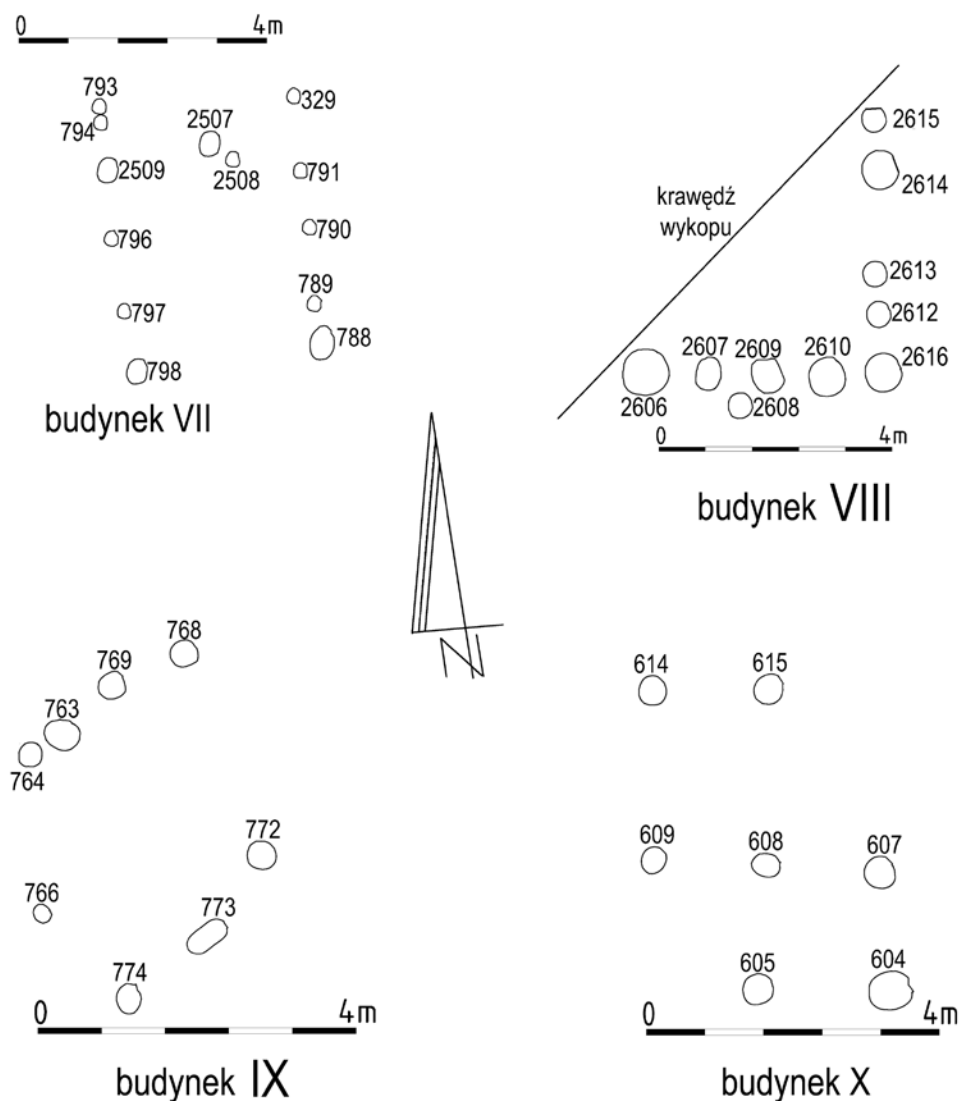 0 4m
793
794
2507
329
2509
2508
791
796
790
797
789
788
798
budynek VII
2615
2614
krawędź
wykopu
2613
2612
2607 2609 2610 2616
2606 2608
0 4m
budynek VIII
N
768
769
763
764
772
766
773
774
0 4m
budynek IX
614 615
609 608 607
605 604
0 4m
budynek X